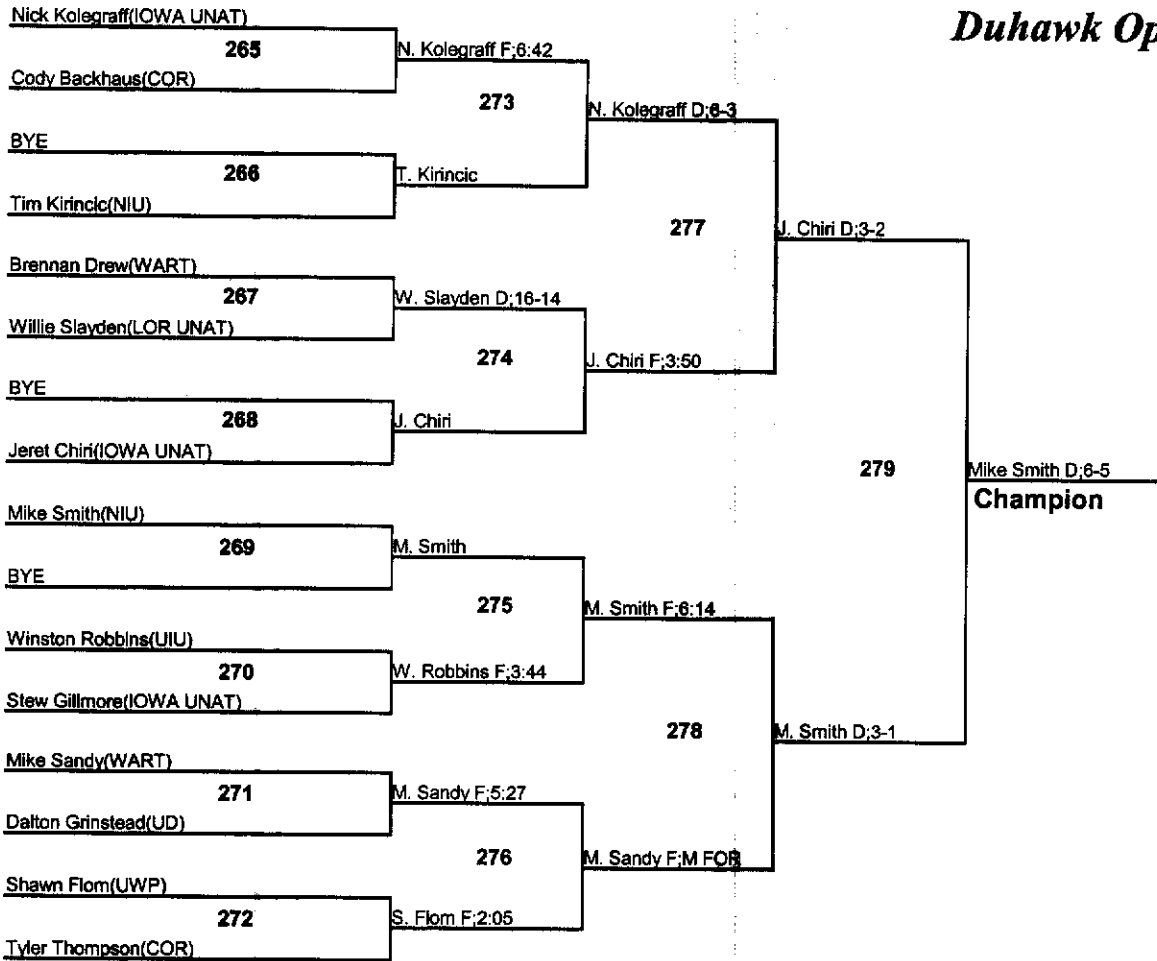 Duhawk Op
Nick Kolegraff(IOWA UNAT)
265
Cody Backhaus(COR)
N. Kolegraff F;6:42
273
BYE
266
Tim Kirincic(NIU)
T. Kirincic
N. Kolegraff D;6-3
277
Brennan Drew(WART)
267
Willie Slayden(LOR UNAT)
W. Slayden D;16-14
274
BYE
268
Jeret Chiri(IOWA UNAT)
J. Chiri
J. Chiri F;3:50
J. Chiri D;3-2
279
Mike Smith D;6-5
Champion
Mike Smith(NIU)
269
BYE
M. Smith
275
Winston Robbins(UIU)
270
Stew Gillmore(IOWA UNAT)
W. Robbins F;3:44
M. Smith F;6:14
278
M. Smith D;3-1
Mike Sandy(WART)
271
Dalton Grinstead(UD)
M. Sandy F;5:27
276
Shawn Flom(UWP)
272
Tyler Thompson(COR)
S. Flom F;2:05
M. Sandy F;M FOR